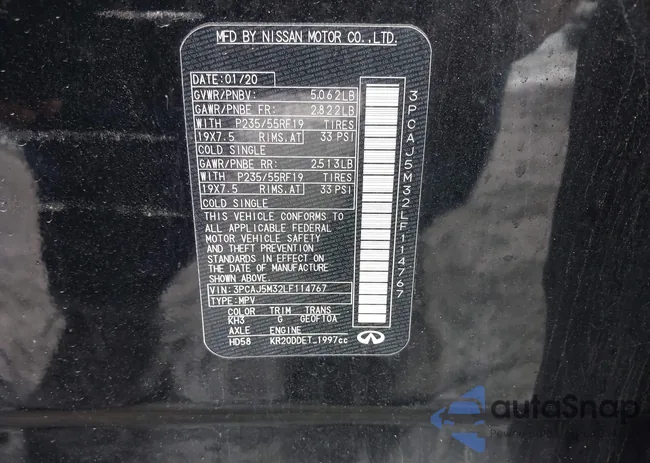 MFD BY NISSAN MOTOR CO.,LTD.
DATE: 01/20
GVWR/PNBV: 5,062LB
GAWR/PNBE FR: 2,822LB
WITH P235/55RF19 TIRES
19X7.5 RIMS.AT 33 PSI
COLD SINGLE
GAWR/PNBE RR: 2513LB
WITH P235/55RF19 TIRES
19X7.5 RIMS.AT 33 PSI
COLD SINGLE
THIS VEHICLE CONFORMS TO
ALL APPLICABLE FEDERAL
MOTOR VEHICLE SAFETY
AND THEFT PREVENTION
STANDARDS IN EFFECT ON
THE DATE OF MANUFACTURE
SHOWN ABOVE.
VIN: 3PCAJ5M32LF114767
TYPE: MPV
COLOR TRIM TRANS
KH3 G GE0F10A
AXLE ENGINE
HD58 KR20DDET_1997cc
3PCAJ5M32LF114767
autoSnap